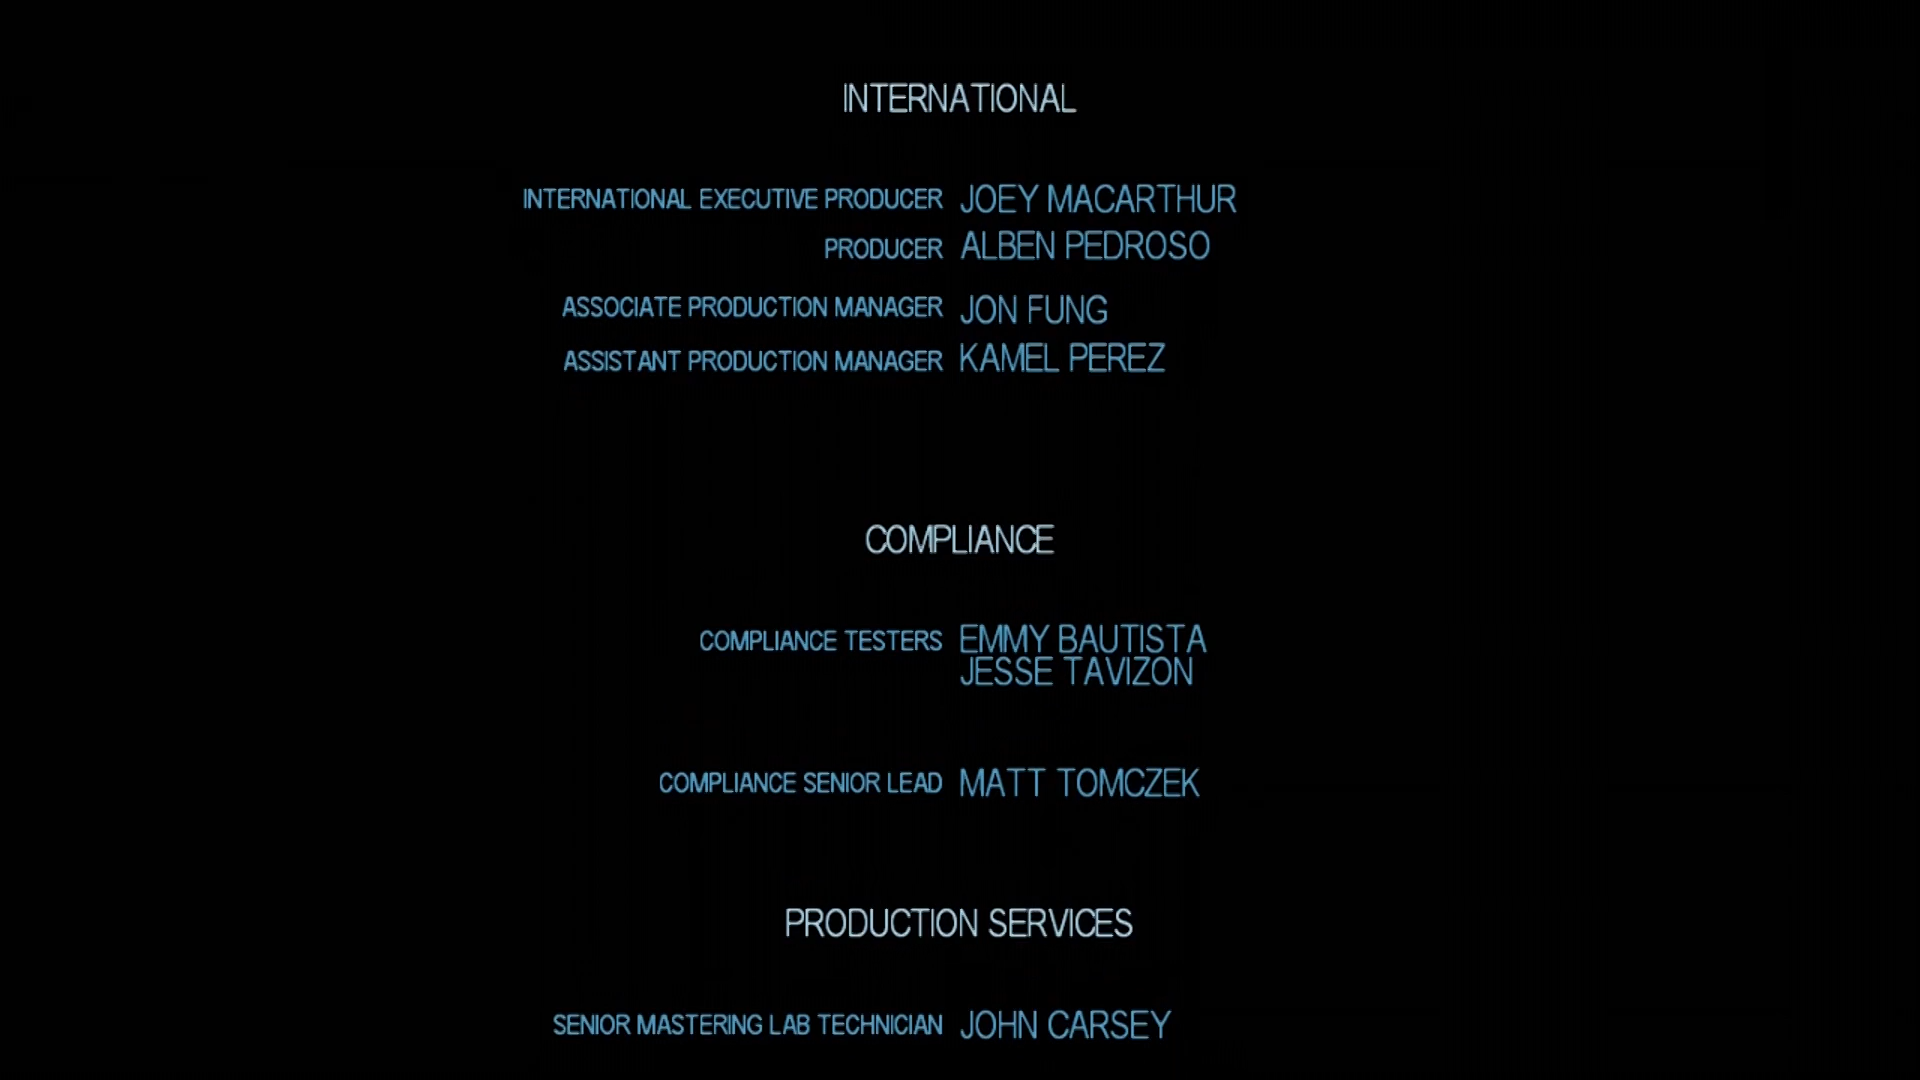 INTERNATIONAL
INTERNATIONAL EXECUTIVE PRODUCER JOEY MACARTHUR
PRODUCER ALBEN PEDROSO
ASSOCIATE PRODUCTION MANAGER JON FUNG
ASSISTANT PRODUCTION MANAGER KAMEL PEREZ
COMPLIANCE
COMPLIANCE TESTERS EMMY BAUTISTA
JESSE TAVIZON
COMPLIANCE SENIOR LEAD MATT TOMCZEK
PRODUCTION SERVICES
SENIOR MASTERING LAB TECHNICIAN JOHN CARSEY